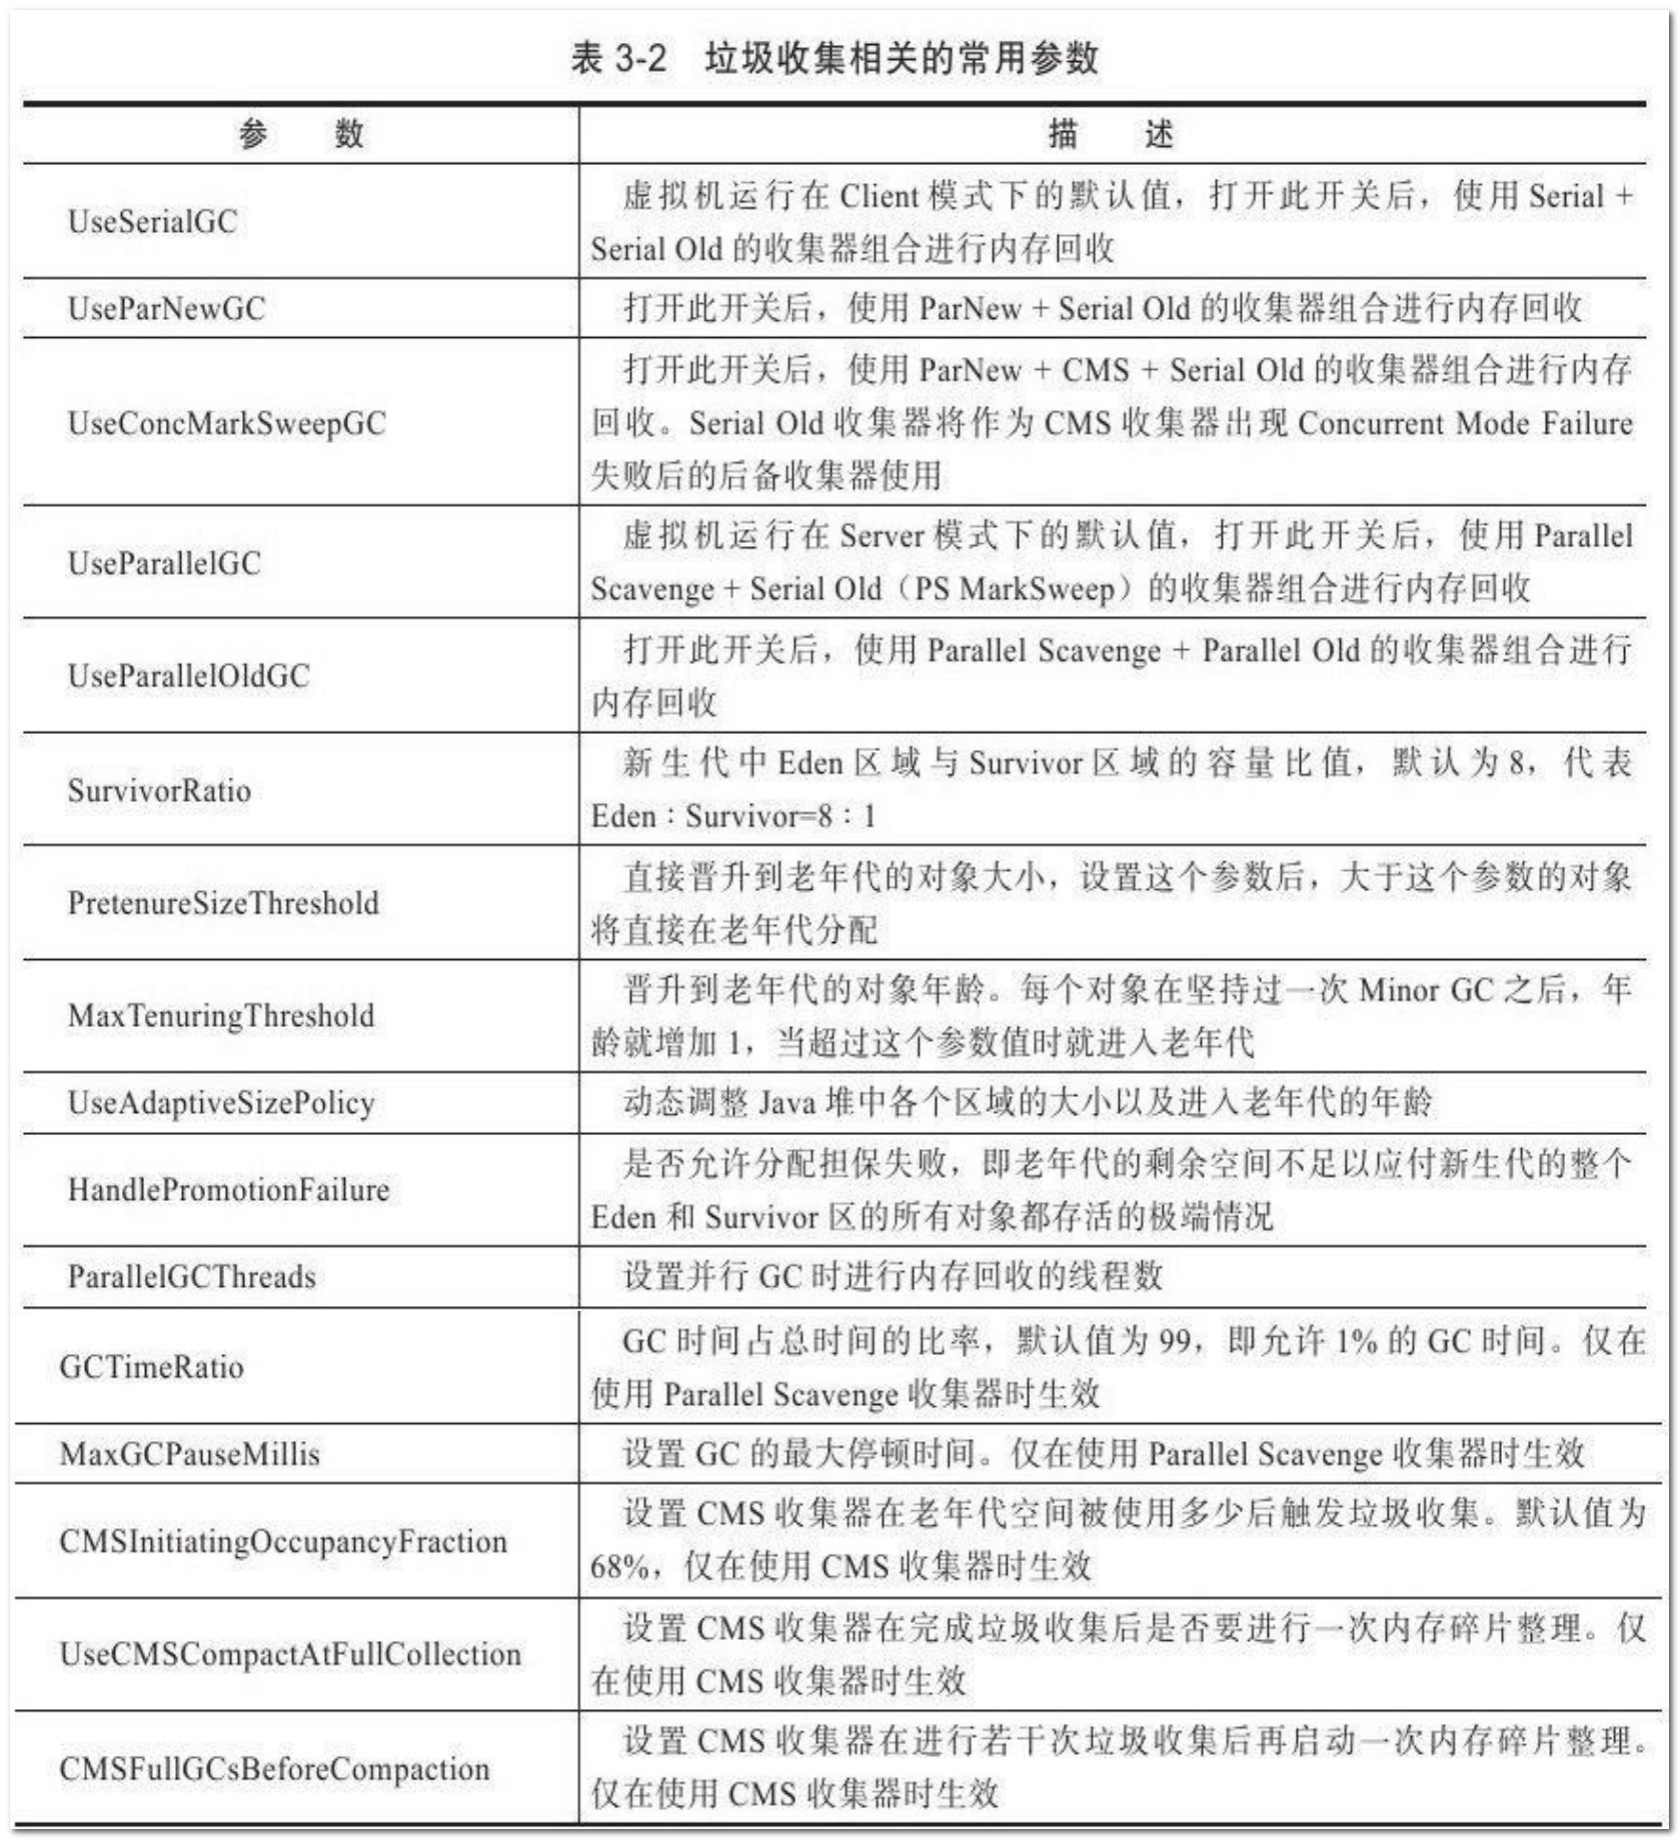 表 3-2 垃圾收集相关的常用参数
参 数 描 述
UseSerialGC
虚拟机运行在 Client 模式下的默认值，打开此开关后，使用 Serial +
Serial Old 的收集器组合进行内存回收
UseParNewGC
打开此开关后，使用 ParNew + Serial Old 的收集器组合进行内存回收
UseConcMarkSweepGC
打开此开关后，使用 ParNew + CMS + Serial Old 的收集器组合进行内存
回收。Serial Old 收集器将作为 CMS 收集器出现 Concurrent Mode Failure
失败后的后备收集器使用
UseParallelGC
虚拟机运行在 Server 模式下的默认值，打开此开关后，使用 Parallel
Scavenge + Serial Old（PS MarkSweep）的收集器组合进行内存回收
UseParallelOldGC
打开此开关后，使用 Parallel Scavenge + Parallel Old 的收集器组合进行
内存回收
SurvivorRatio
新生代中 Eden 区域与 Survivor 区域的容量比值，默认为 8，代表
Eden：Survivor=8：1
PretenureSizeThreshold
直接晋升到老年代的对象大小，设置这个参数后，大于这个参数的对象
将直接在老年代分配
MaxTenuringThreshold
晋升到老年代的对象年龄。每个对象在坚持过一次 Minor GC 之后，年
龄就增加 1，当超过这个参数值时就进入老年代
UseAdaptiveSizePolicy
动态调整 Java 堆中各个区域的大小以及进入老年代的年龄
HandlePromotionFailure
是否允许分配担保失败，即老年代的剩余空间不足以应付新生代的整个
Eden 和 Survivor 区的所有对象都存活的极端情况
ParallelGCThreads
设置并行 GC 时进行内存回收的线程数
GCTimeRatio
GC 时间占总时间的比率，默认值为 99，即允许 1% 的 GC 时间。仅在
使用 Parallel Scavenge 收集器时生效
MaxGCPauseMillis
设置 GC 的最大停顿时间。仅在使用 Parallel Scavenge 收集器时生效
CMSInitiatingOccupancyFraction
设置 CMS 收集器在老年代空间被使用多少后触发垃圾收集。默认值为
68%，仅在使用 CMS 收集器时生效
UseCMSCompactAtFullCollection
设置 CMS 收集器在完成垃圾收集后是否要进行一次内存碎片整理。仅
在使用 CMS 收集器时生效
CMSFullGCsBeforeCompaction
设置 CMS 收集器在进行若干次垃圾收集后再启动一次内存碎片整理。
仅在使用 CMS 收集器时生效